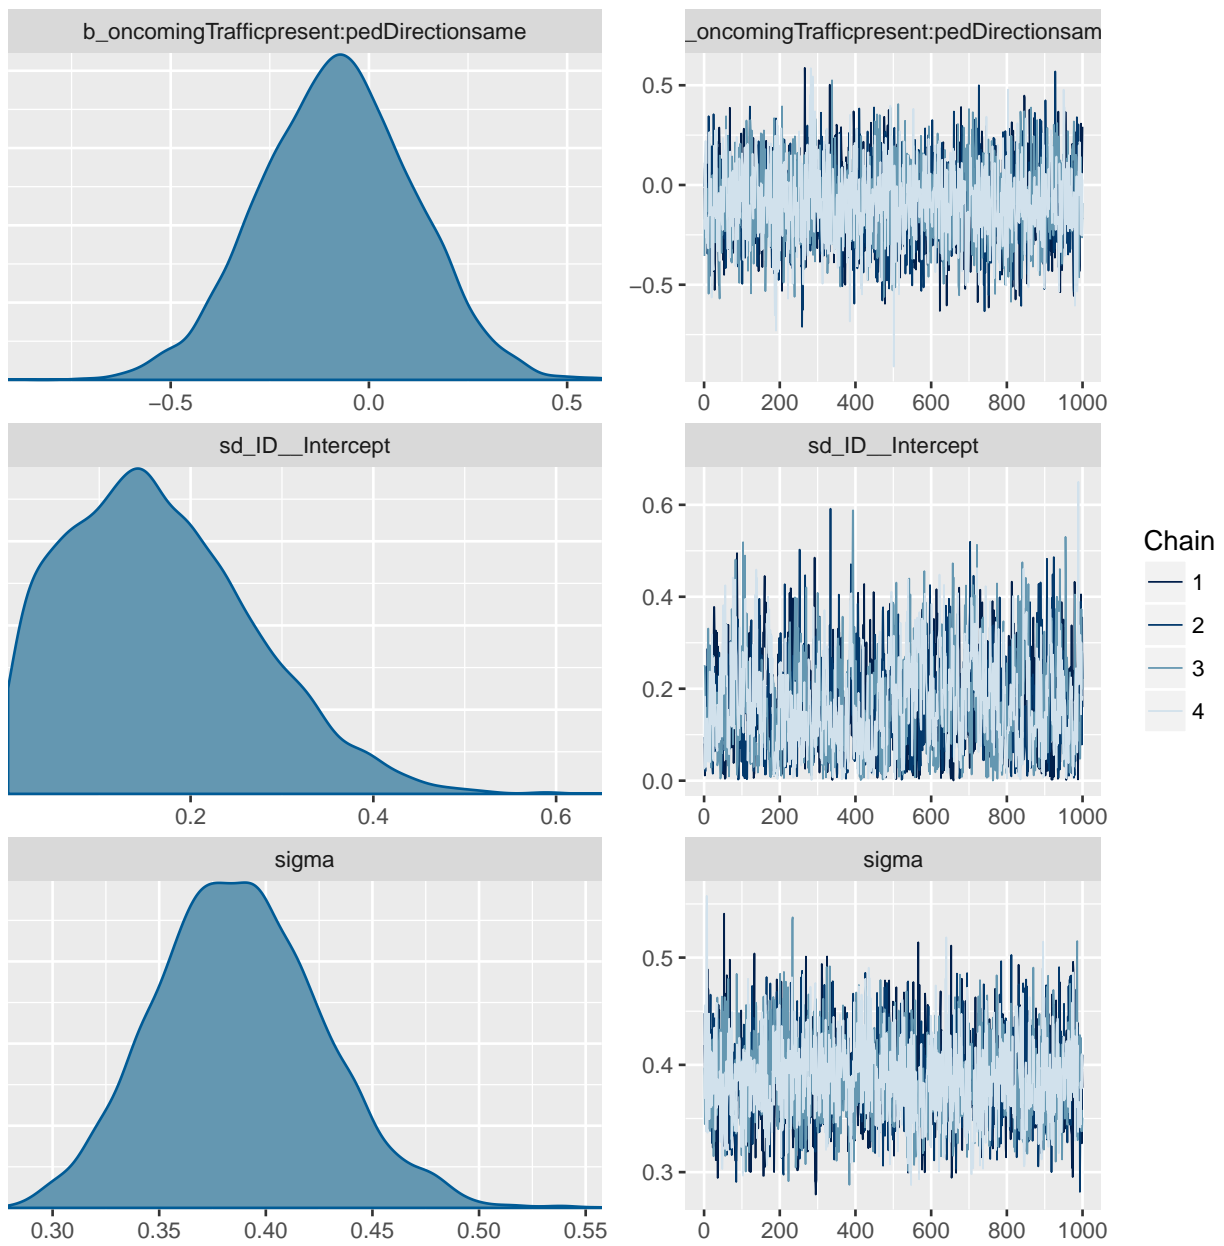 b_oncomingTrafficpresent:pedDirectionsame
_oncomingTrafficpresent:pedDirectionsam
0.5
0.0
−0.5
−0.5 0.0 0.5
0 200 400 600 800 1000
sd_ID__Intercept
sd_ID__Intercept
0.6
0.4
0.2
0.0
0.2 0.4 0.6
0 200 400 600 800 1000
Chain
1
2
3
4
sigma
sigma
0.5
0.4
0.3
0.30 0.35 0.40 0.45 0.50 0.55
0 200 400 600 800 1000